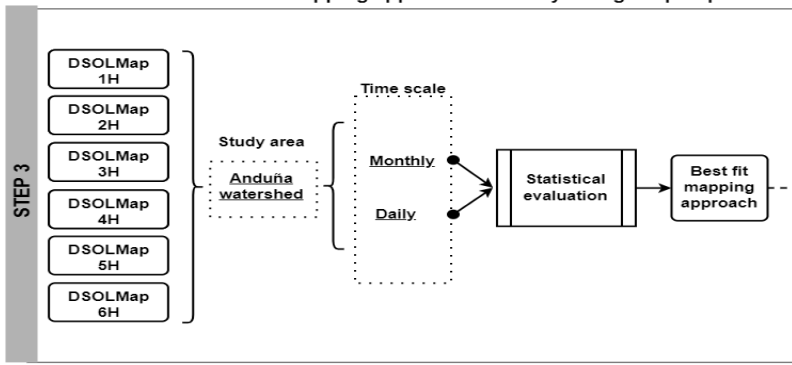 STEP 3
DSOLMap
1H
DSOLMap
2H
DSOLMap
3H
DSOLMap
4H
DSOLMap
5H
DSOLMap
6H
Study area
Anduña
watershed
Time scale
Monthly
Daily
Statistical
evaluation
Best fit
mapping
approach